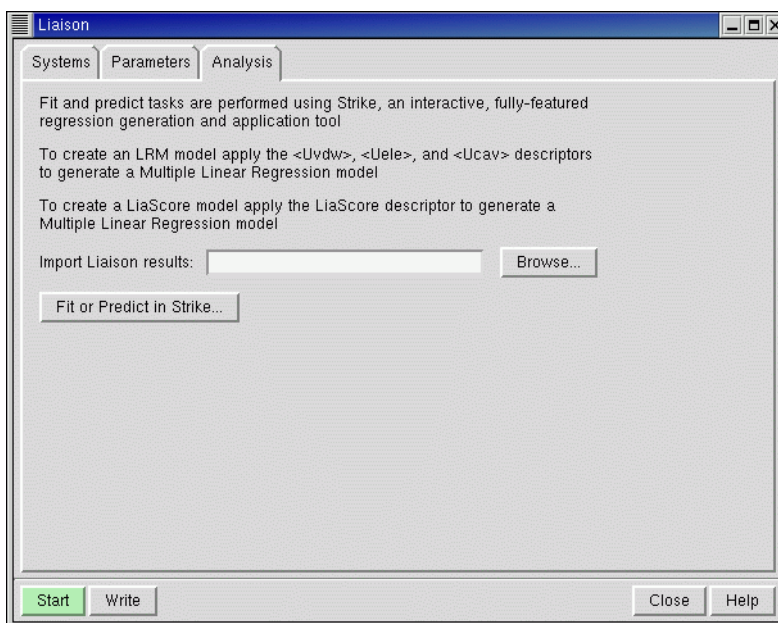 Liaison
Systems Parameters Analysis
Fit and predict tasks are performed using Strike, an interactive, fully-featured
regression generation and application tool
To create an LRM model apply the <Uvdw>, <Uele>, and <Ucav> descriptors
to generate a Multiple Linear Regression model
To create a LiaScore model apply the LiaScore descriptor to generate a
Multiple Linear Regression model
Import Liaison results: Browse...
Fit or Predict in Strike...
Start Write Close Help